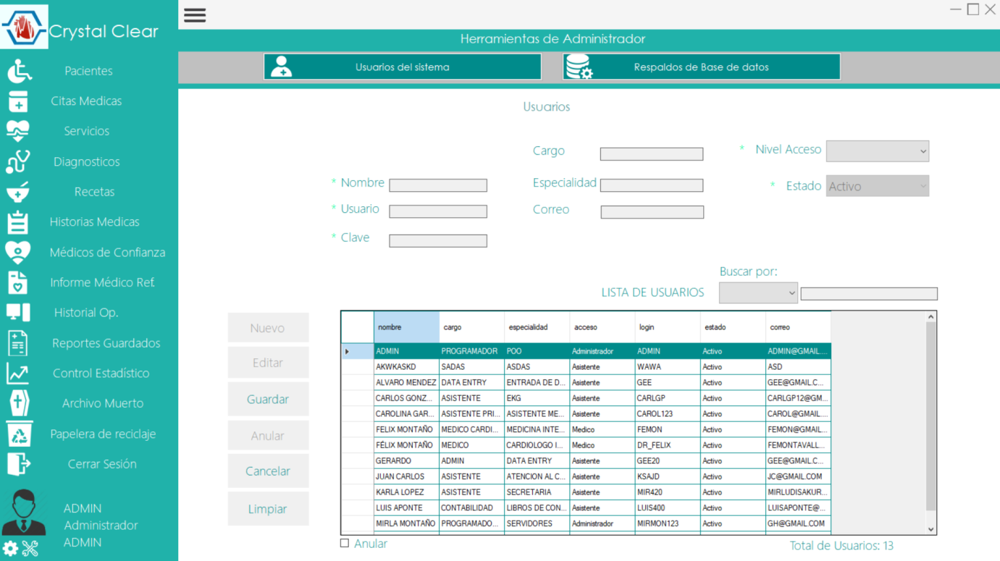 Crystal Clear
Pacientes
Citas Medicas
Servicios
Diagnosticos
Recetas
Historias Medicas
Médicos de Confianza
Informe Médico Ref.
Historial Op.
Reportes Guardados
Control Estadístico
Archivo Muerto
Papelera de reciclaje
Cerrar Sesión
ADMIN
Administrador
ADMIN
Herramientas de Administrador
Usuarios del sistema Respaldos de Base de datos
Usuarios
Cargo * Nivel Acceso
* Nombre Especialidad * Estado Activo
* Usuario Correo
* Clave
Buscar por:
LISTA DE USUARIOS
Nuevo
Editar
Guardar
Anular
Cancelar
Limpiar
nombre cargo especialidad acceso login estado correo
ADMIN PROGRAMADOR POO Administrador ADMIN Activo ADMIN@GMAIL....
AKWKASKD SADAS ASDAS Asistente WAWA Activo ASD
ALVARO MENDEZ DATA ENTRY ENTRADA DE D... Asistente GEE Activo GEE@GMAIL.C...
CARLOS GONZ... ASISTENTE EKG Asistente CARLGP Activo CARLGP12@GM...
CAROLINA GAR... ASISTENTE PRI... ASISTENTE ME... Asistente CAROL123 Activo CAROL@GMAIL....
FELIX MONTAÑO MEDICO CARDI... MEDICINA INTE... Medico FEMON Activo FEMON@GMAIL...
FÉLIX MONTAÑO MEDICO CARDIOLOGO I... Medico DR_FELIX Activo FEMONTAVALL...
GERARDO ADMIN DATA ENTRY Asistente GEE20 Activo GEE@GMAIL.C...
JUAN CARLOS ASISTENTE ATENCION AL C... Asistente KSAJD Activo JC@GMAIL.COM
KARLA LOPEZ ASISTENTE SECRETARIA Asistente MIR420 Activo MIRLUDISAKUR...
LUIS APONTE CONTABILIDAD LIBROS DE CON... Asistente LUIS400 Activo LUISAPONTE@...
MIRLA MONTAÑO PROGRAMADO... SERVIDORES Administrador MIRMON123 Activo GH@GMAIL.COM
Anular
Total de Usuarios: 13